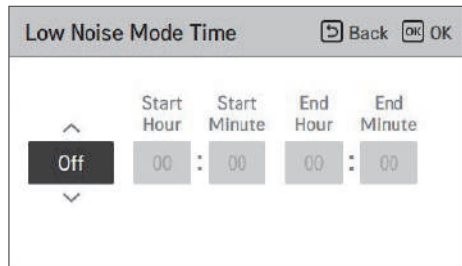 Low Noise Mode Time
Back OK OK
Start Hour Start Minute End Hour End Minute
Off 00 : 00 00 : 00